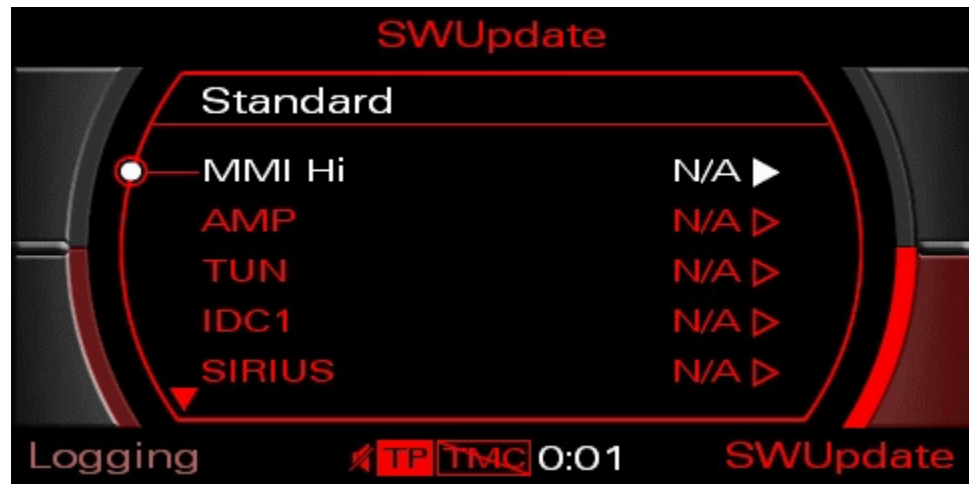 SWUpdate
Standard
MMI Hi N/A
AMP N/A
TUN N/A
IDC1 N/A
SIRIUS N/A
Logging TP TMC 0:01 SWUpdate